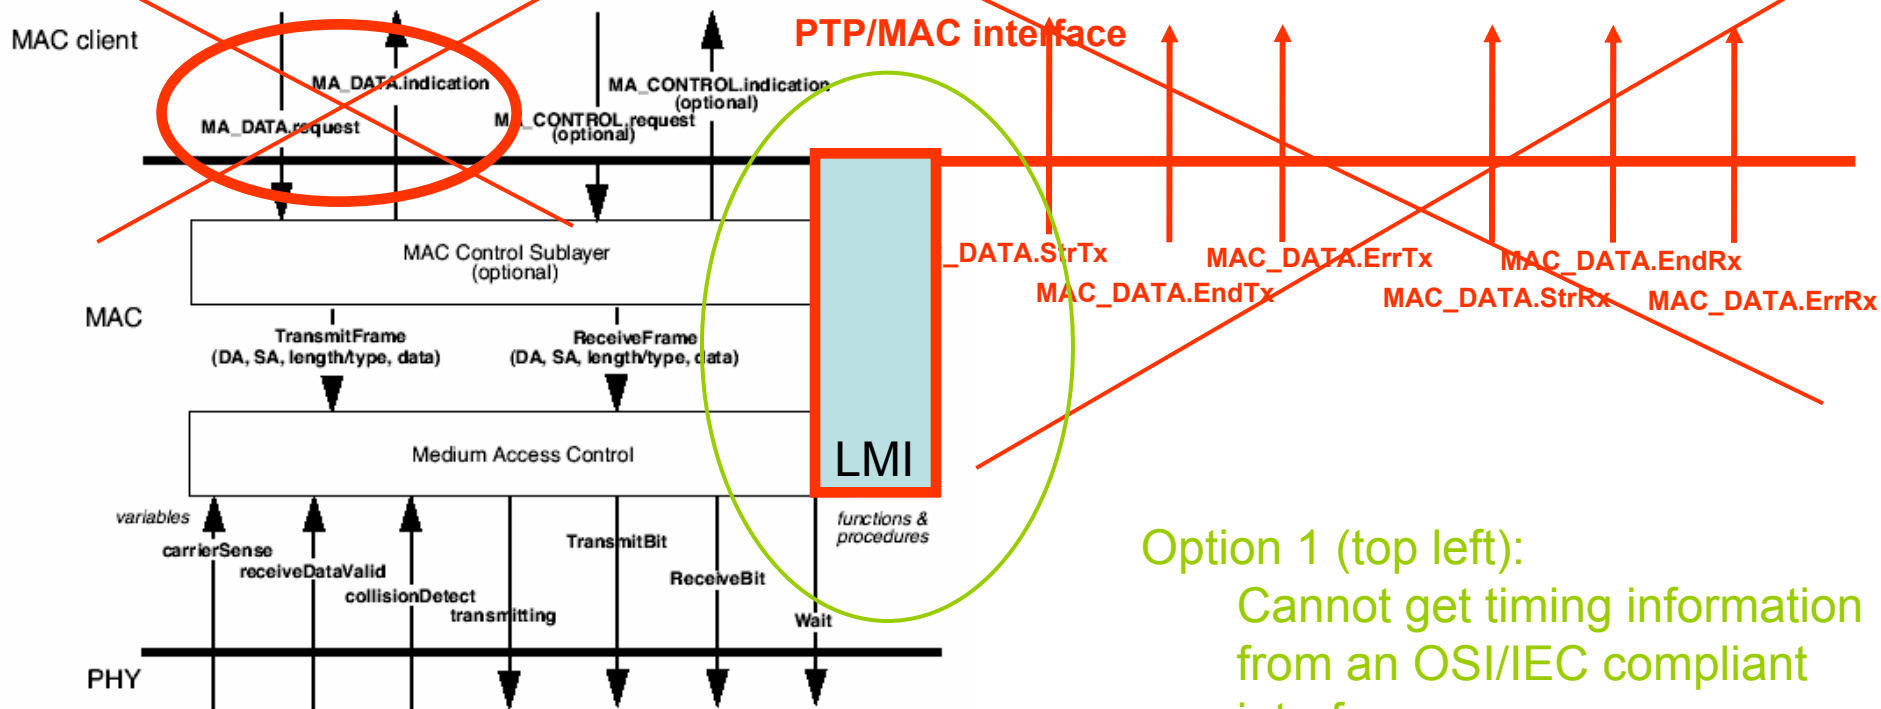 PTP/MAC interface
MAC client
MA_DATA.indication
MA_CONTROL.indication
(optional)
MA_DATA.request
MA_CONTROL.request
(optional)
MAC Control Sublayer
(optional)
_DATA.StrTx
MAC_DATA.ErrTx
MAC_DATA.EndRx
MAC_DATA.EndTx
MAC_DATA.StrRx
MAC_DATA.ErrRx
MAC
TransmitFrame
(DA, SA, length/type, data)
ReceiveFrame
(DA, SA, length/type, data)
Medium Access Control
LMI
variables
functions &
procedures
carrierSense
receiveDataValid
collisionDetect
transmitting
TransmitBit
ReceiveBit
Wait
PHY
Option 1 (top left):
Cannot get timing information
from an OSI/IEC compliant